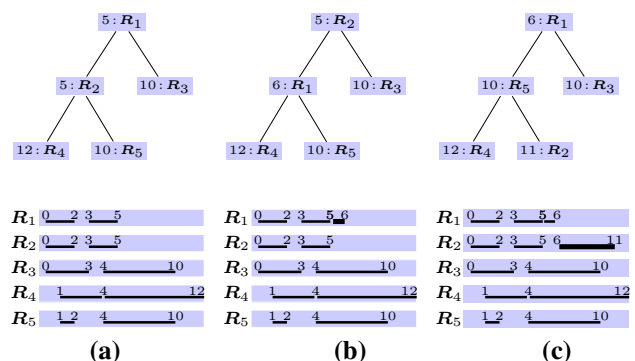 5: R₁ 5: R₂ 6: R₁
5: R₂ 10: R₃ 6: R₁ 10: R₃ 10: R₅ 10: R₃
12: R₄ 10: R₅ 12: R₄ 10: R₅ 12: R₄ 11: R₂
R₁ 0 2 3 5 R₁ 0 2 3 5 6 R₁ 0 2 3 5 6
R₂ 0 2 3 5 R₂ 0 2 3 5 R₂ 0 2 3 5 6 11
R₃ 0 3 4 10 R₃ 0 3 4 10 R₃ 0 3 4 10
R₄ 1 4 12 R₄ 1 4 12 R₄ 1 4 12
R₅ 1 2 4 10 R₅ 1 2 4 10 R₅ 1 2 4 10
(a) (b) (c)